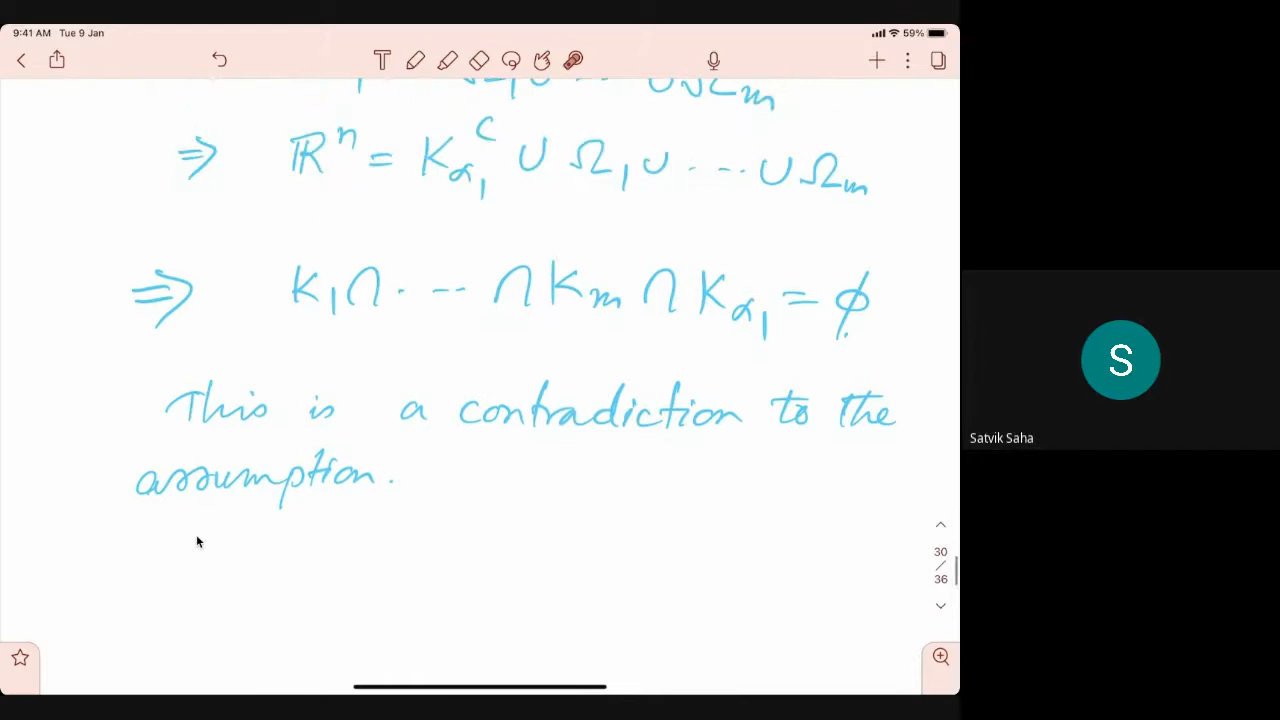 9:41 AM Tue 9 Jan
59%
⇒ ℝⁿ = K_{α₁}^C ∪ Ω₁ ∪ ---- ∪ Ω_m
⇒ K₁ ∩ · -- ∩ K_m ∩ K_{α₁} = ϕ
This is a contradiction to the
assumption.
S
Satvik Saha
30
/
36